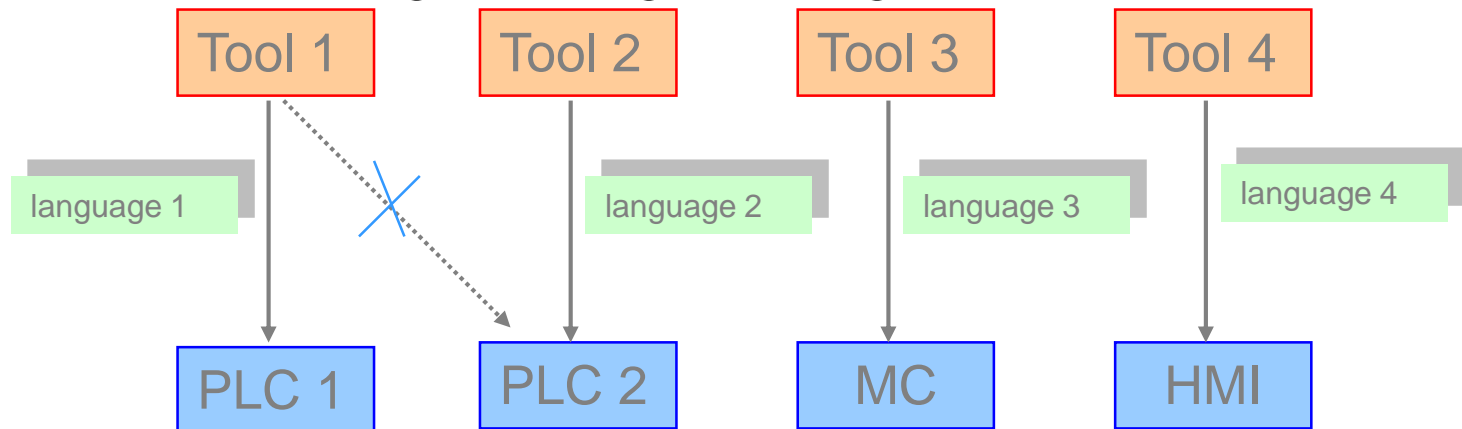 Tool 1
Tool 2
Tool 3
Tool 4
language 1
language 2
language 3
language 4
PLC 1
PLC 2
MC
HMI